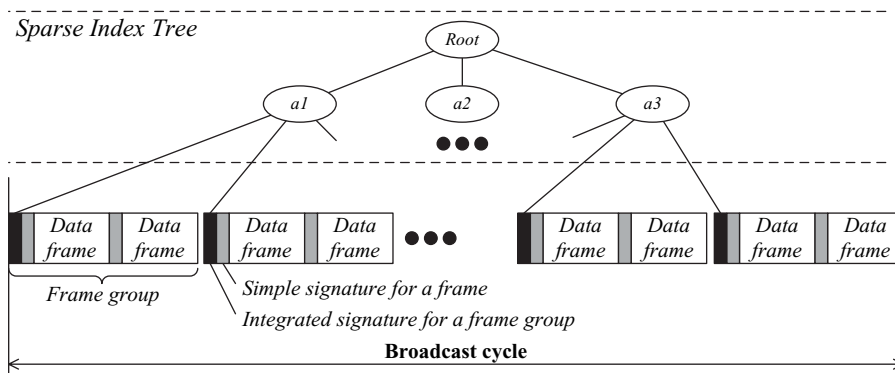 Sparse Index Tree
Root
a1
a2
a3
Data
frame
Data
frame
Data
frame
Data
frame
Data
frame
Data
frame
Data
frame
Data
frame
Frame group
Simple signature for a frame
Integrated signature for a frame group
Broadcast cycle